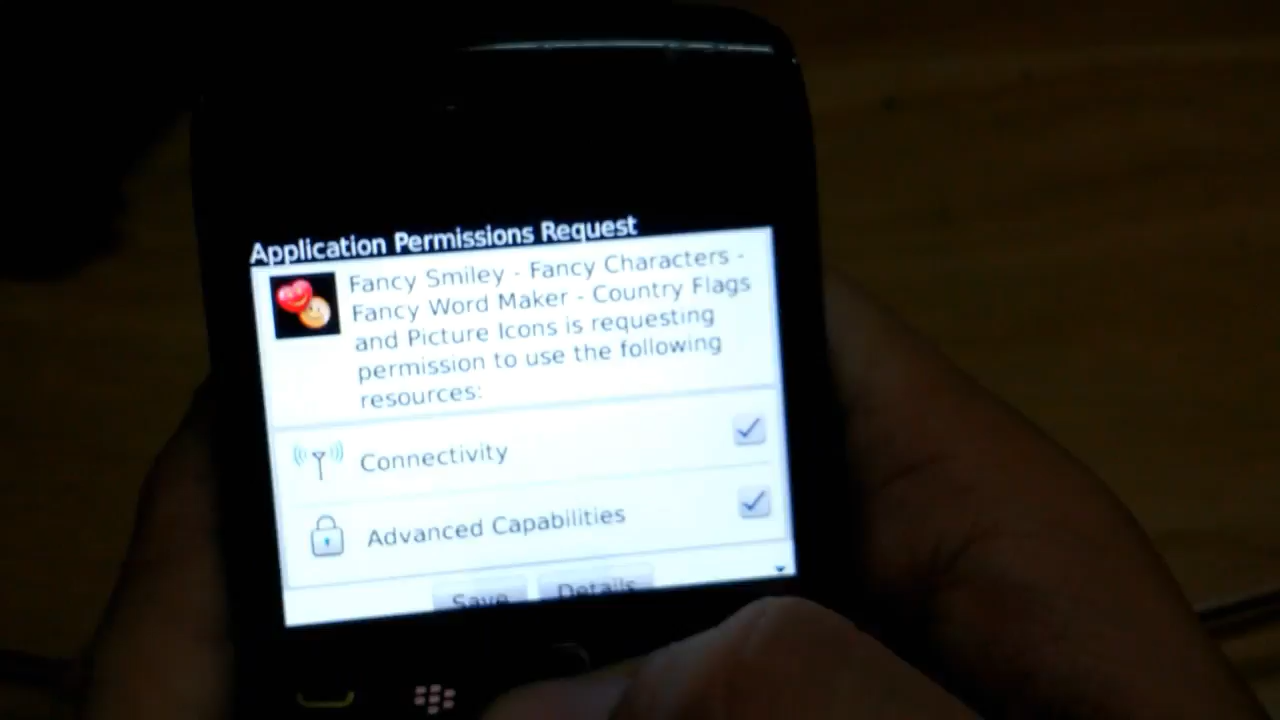 Application Permissions Request
Fancy Smiley - Fancy Characters -
Fancy Word Maker - Country Flags
and Picture Icons is requesting
permission to use the following
resources:
Connectivity
Advanced Capabilities
Save Details